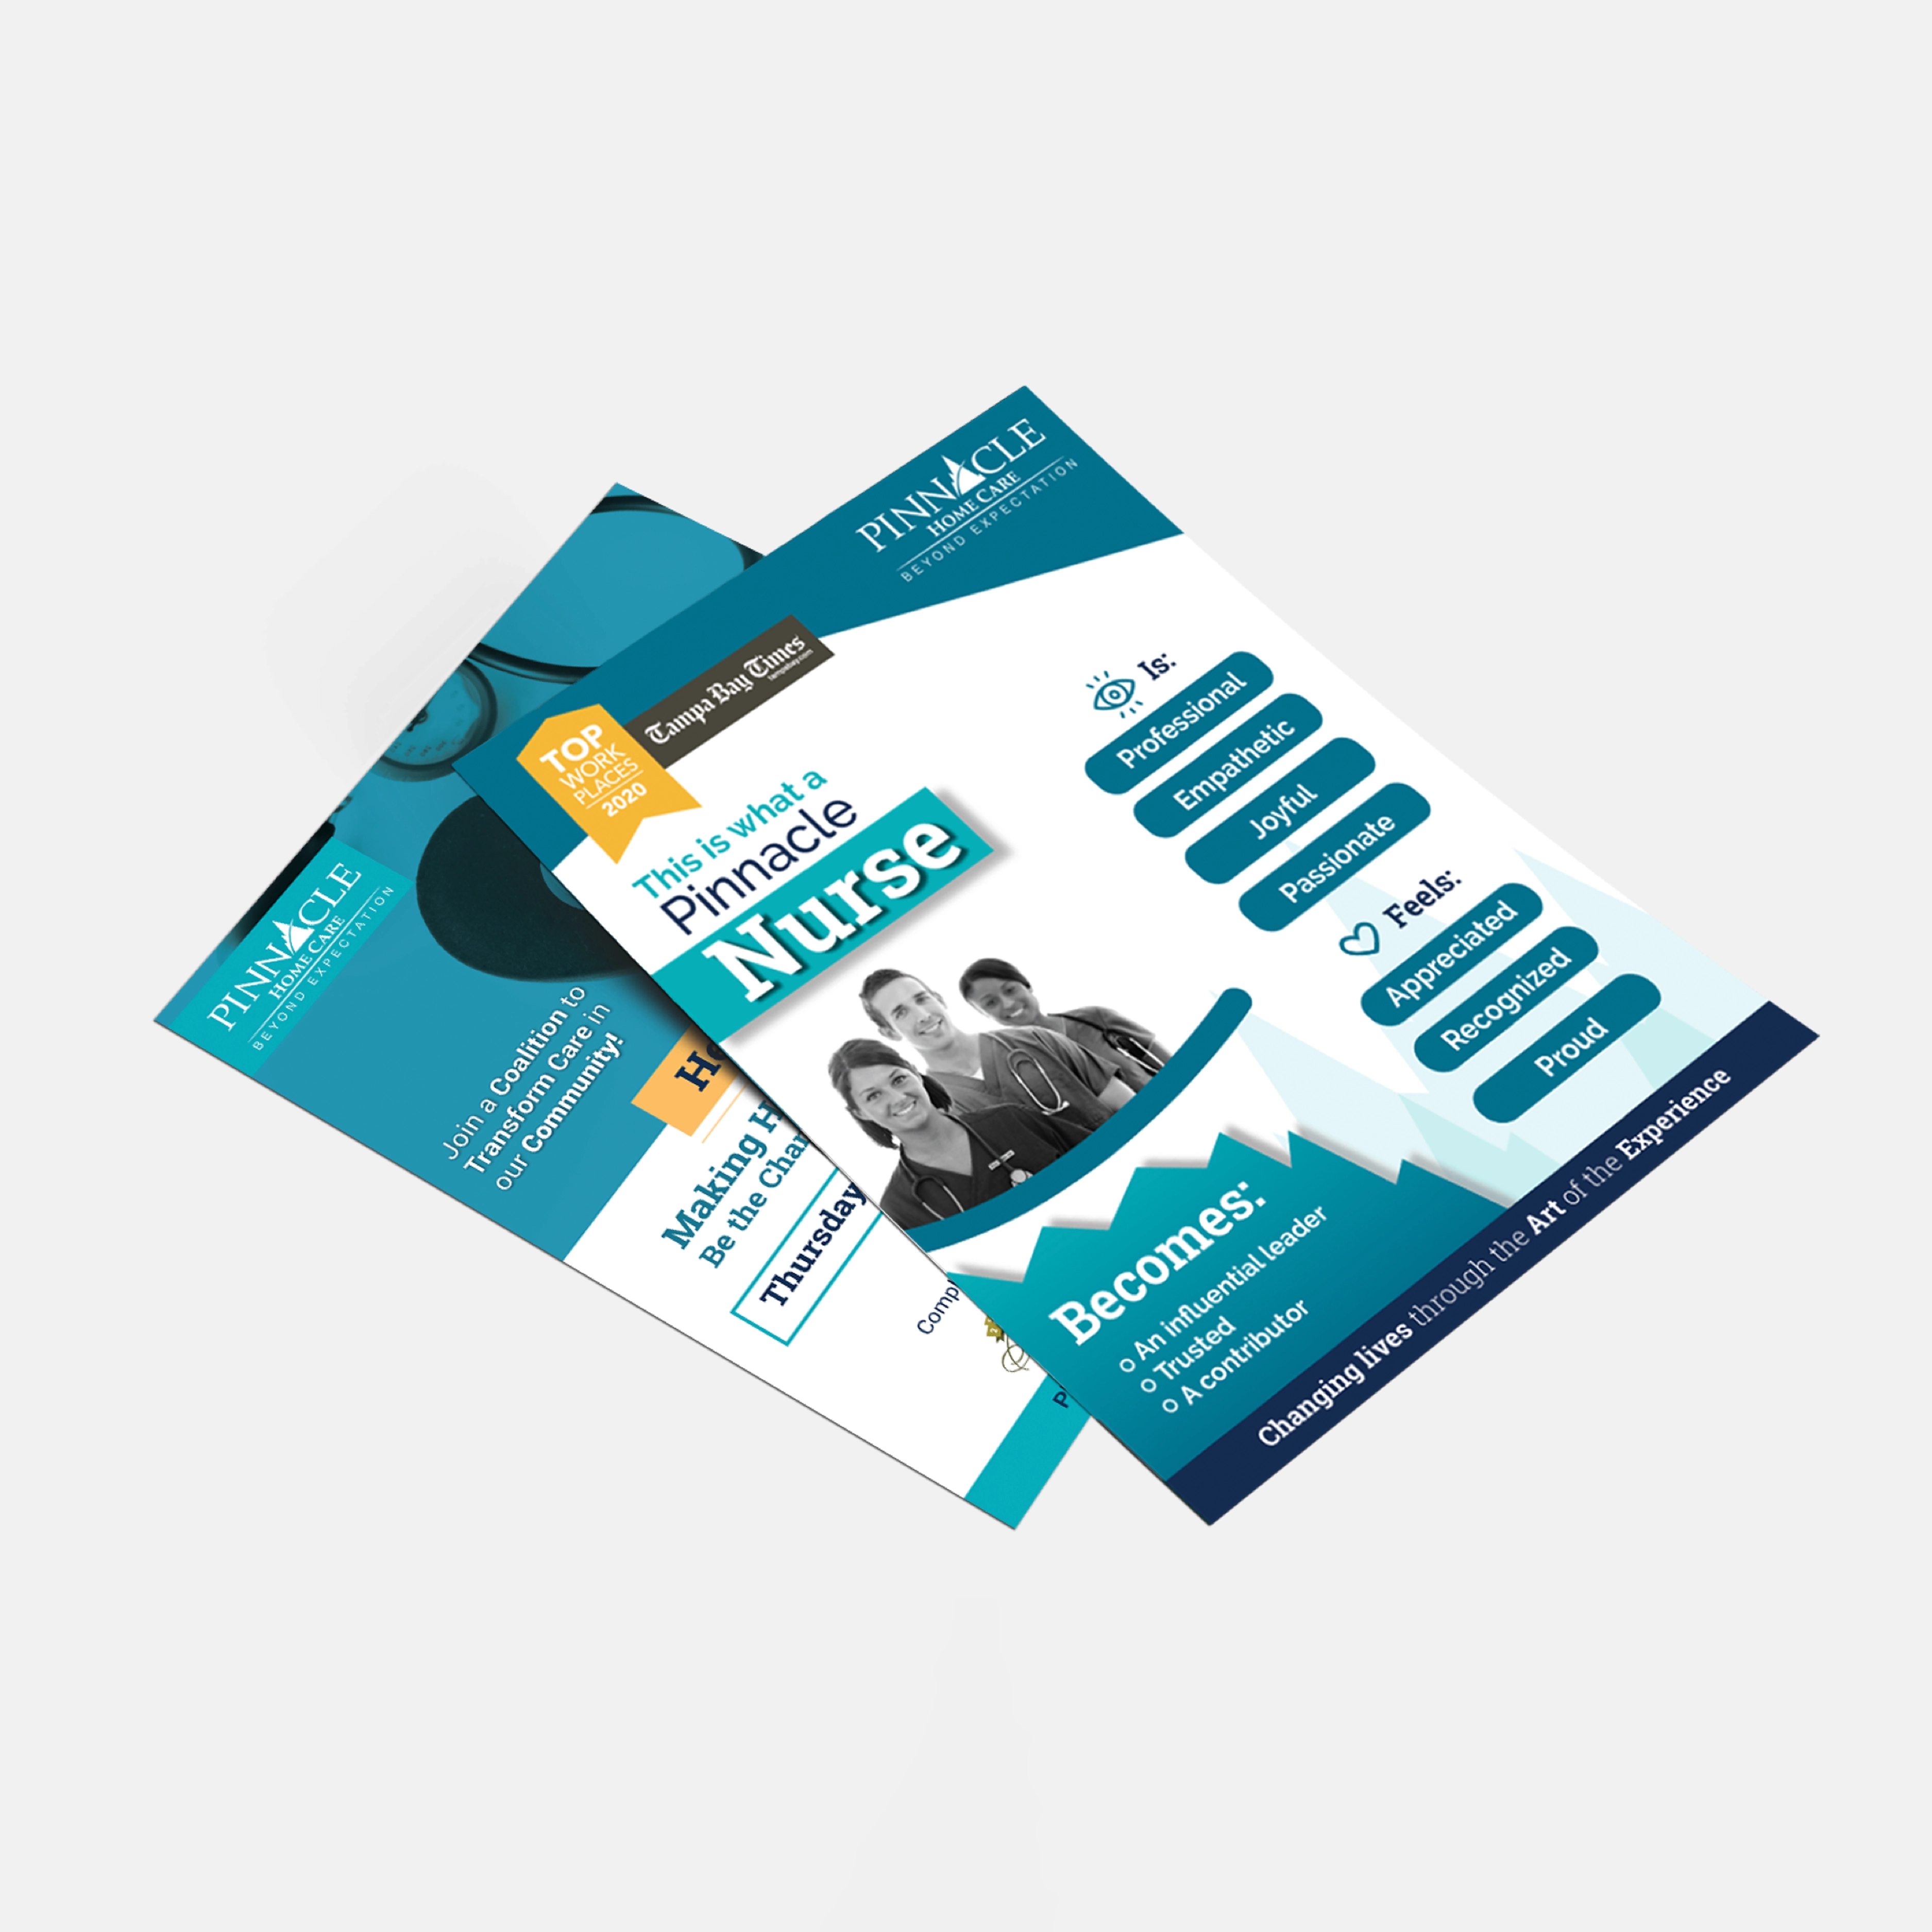 PINNACLE
HOME CARE
BEYOND EXPECTATION
Tampa Bay Times
tampabay.com
TOP
WORK
PLACES
2020
This is what a
Pinnacle
Nurse
Is:
Professional
Empathetic
Joyful
Passionate
Feels:
Appreciated
Recognized
Proud
Becomes:
o An influential leader
o Trusted
o A contributor
Changing lives through the Art of the Experience
PINNACLE
HOME CARE
BEYOND EXPECTATION
Join a Coalition to
Transform Care in
our Community!
Making
Be the
Thursday